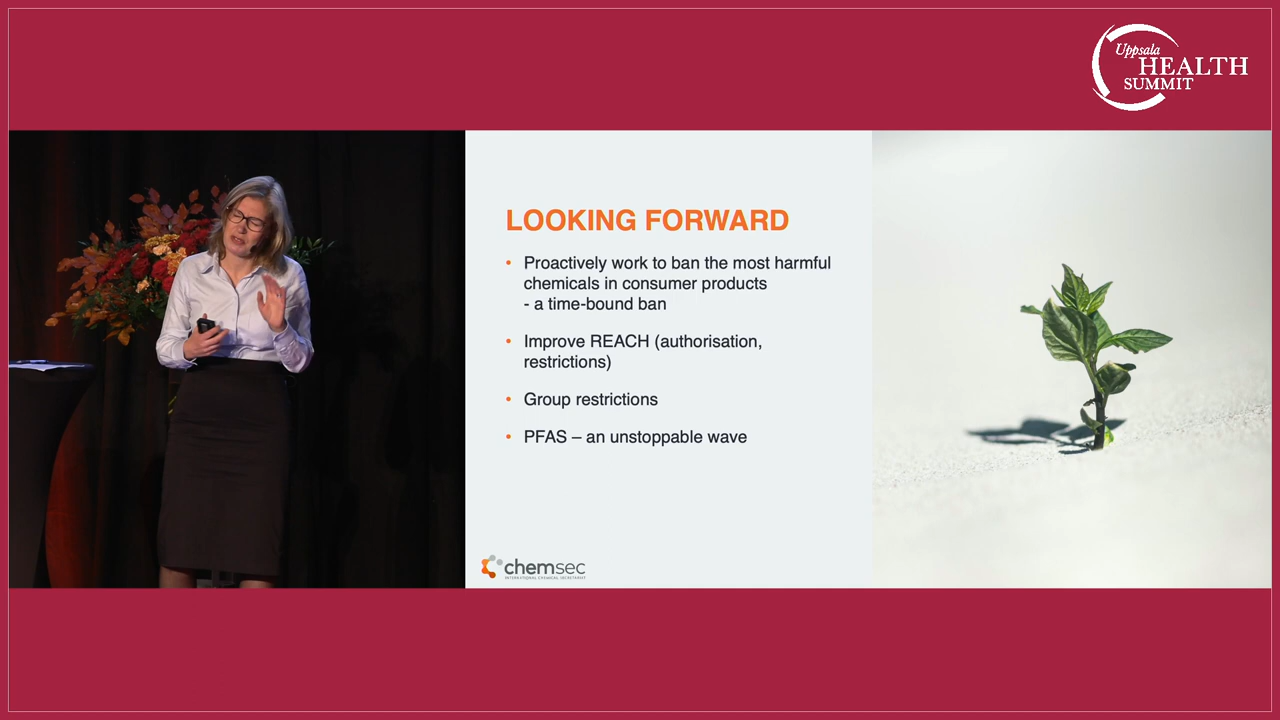 Uppsala
HEALTH
SUMMIT
LOOKING FORWARD
• Proactively work to ban the most harmful
chemicals in consumer products
- a time-bound ban
• Improve REACH (authorisation,
restrictions)
• Group restrictions
• PFAS – an unstoppable wave
chemsec
INTERNATIONAL CHEMICAL SECRETARIAT